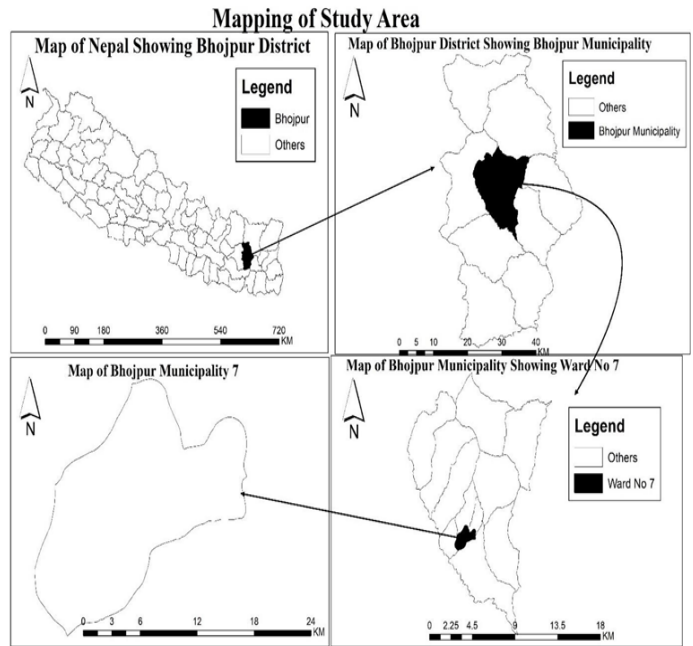 Mapping of Study Area
Map of Nepal Showing Bhojpur District
N
Legend
Bhojpur
Others
0 90 180 360 540 720
KM
Map of Bhojpur District Showing Bhojpur Municipality
N
Legend
Others
Bhojpur Municipality
0 5 10 20 30 40
KM
Map of Bhojpur Municipality 7
N
0 3 6 12 18 24
KM
Map of Bhojpur Municipality Showing Ward No 7
N
Legend
Others
Ward No 7
0 2.25 4.5 9 13.5 18
KM